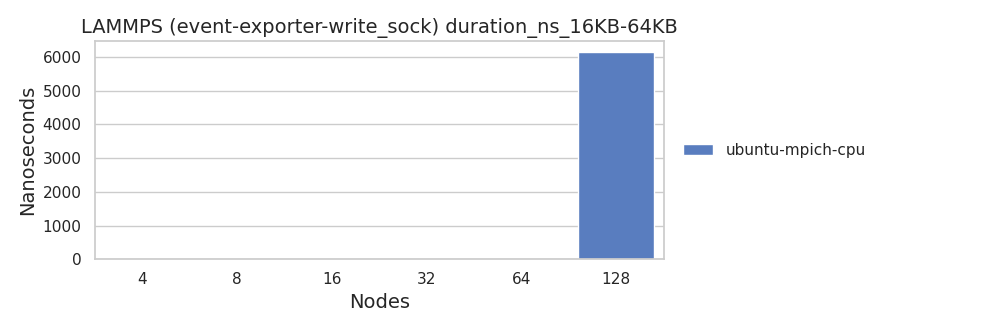 LAMMPS (event-exporter-write_sock) duration_ns_16KB-64KB
Nanoseconds
6000
5000
4000
3000
2000
1000
0
4 8 16 32 64 128
Nodes
ubuntu-mpich-cpu